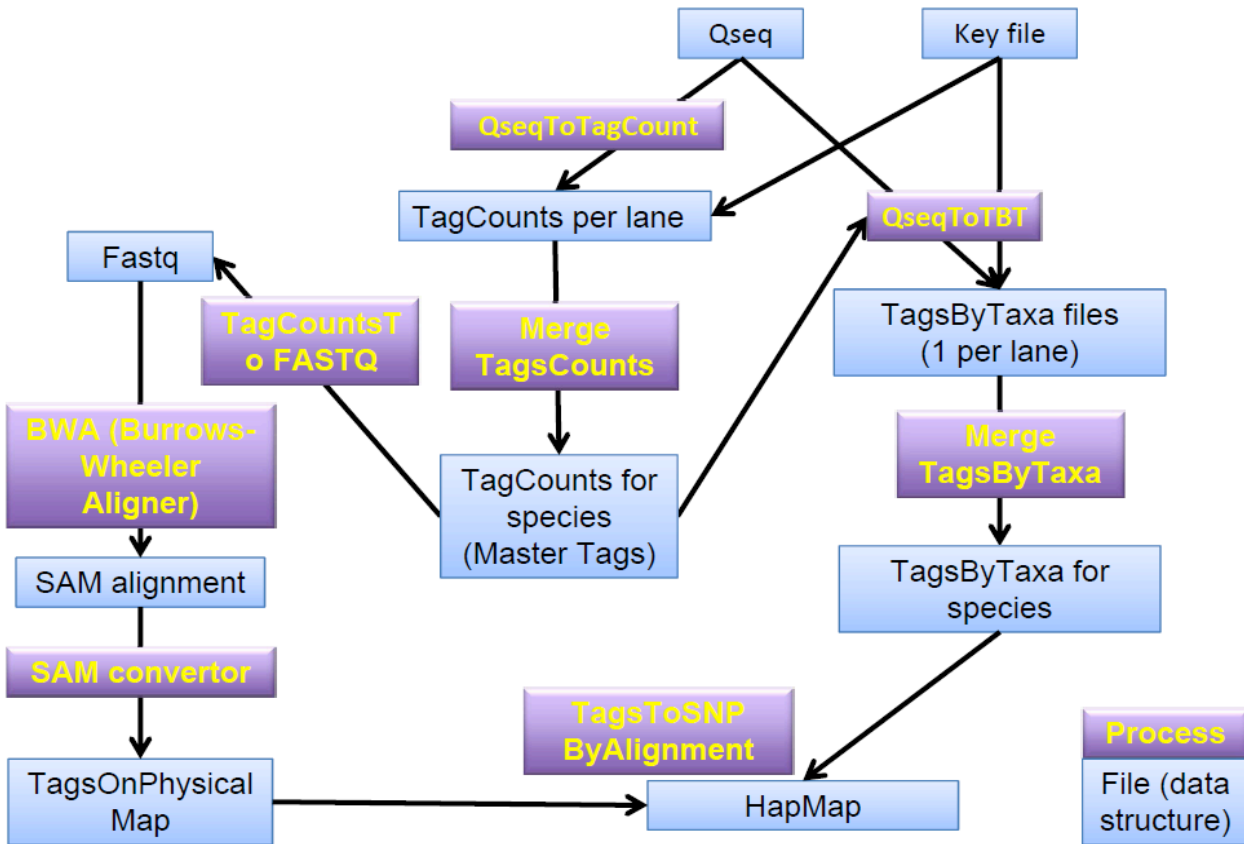 Qseq
Key file
QseqToTagCount
TagCounts per lane
QseqToTBT
Fastq
TagCountsT
o FASTQ
Merge
TagsCounts
TagsByTaxa files
(1 per lane)
BWA (Burrows-
Wheeler
Aligner)
TagCounts for
species
(Master Tags)
Merge
TagsByTaxa
SAM alignment
TagsByTaxa for
species
SAM convertor
TagsToSNP
ByAlignment
TagsOnPhysical
Map
HapMap
Process
File (data
structure)